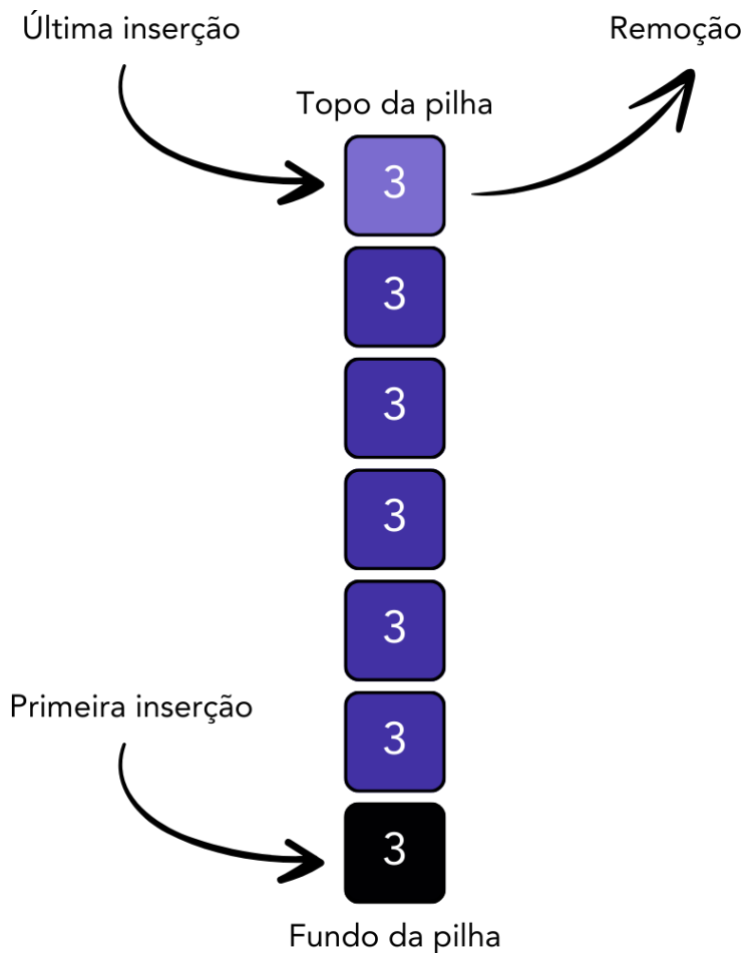 Última inserção
Remoção
Topo da pilha
3
3
3
3
3
3
3
Primeira inserção
Fundo da pilha